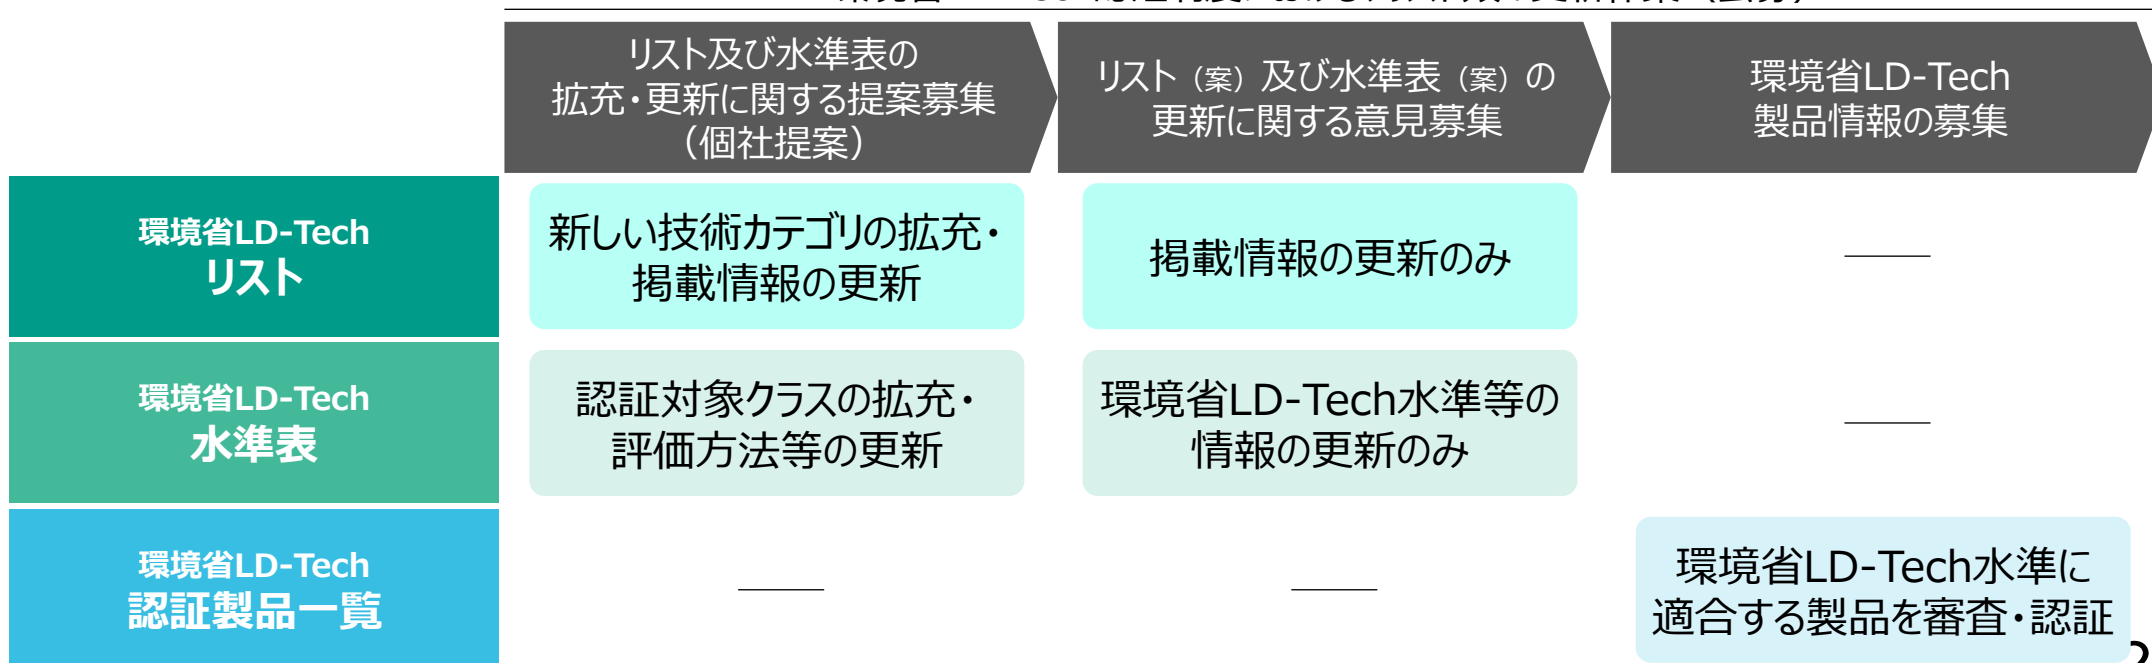 リスト及び水準表の
拡充・更新に関する提案募集
（個社提案）
リスト（案）及び水準表（案）の
更新に関する意見募集
環境省LD-Tech
製品情報の募集
環境省LD-Tech
リスト
新しい技術カテゴリの拡充・
掲載情報の更新
掲載情報の更新のみ
――
環境省LD-Tech
水準表
認証対象クラスの拡充・
評価方法等の更新
環境省LD-Tech水準等の
情報の更新のみ
――
環境省LD-Tech
認証製品一覧
――
――
環境省LD-Tech水準に
適合する製品を審査・認証